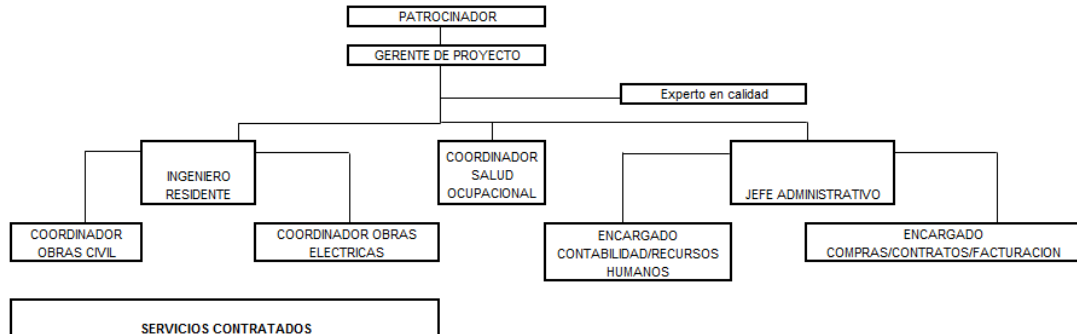 PATROCINADOR
GERENTE DE PROYECTO
Experto en calidad
INGENIERO
RESIDENTE
COORDINADOR
SALUD
OCUPACIONAL
JEFE ADMINISTRATIVO
COORDINADOR
OBRAS CIVIL
COORDINADOR OBRAS
ELECTRICAS
ENCARGADO
CONTABILIDAD/RECURSOS
HUMANOS
ENCARGADO
COMPRAS/CONTRATOS/FACTURACION
SERVICIOS CONTRATADOS